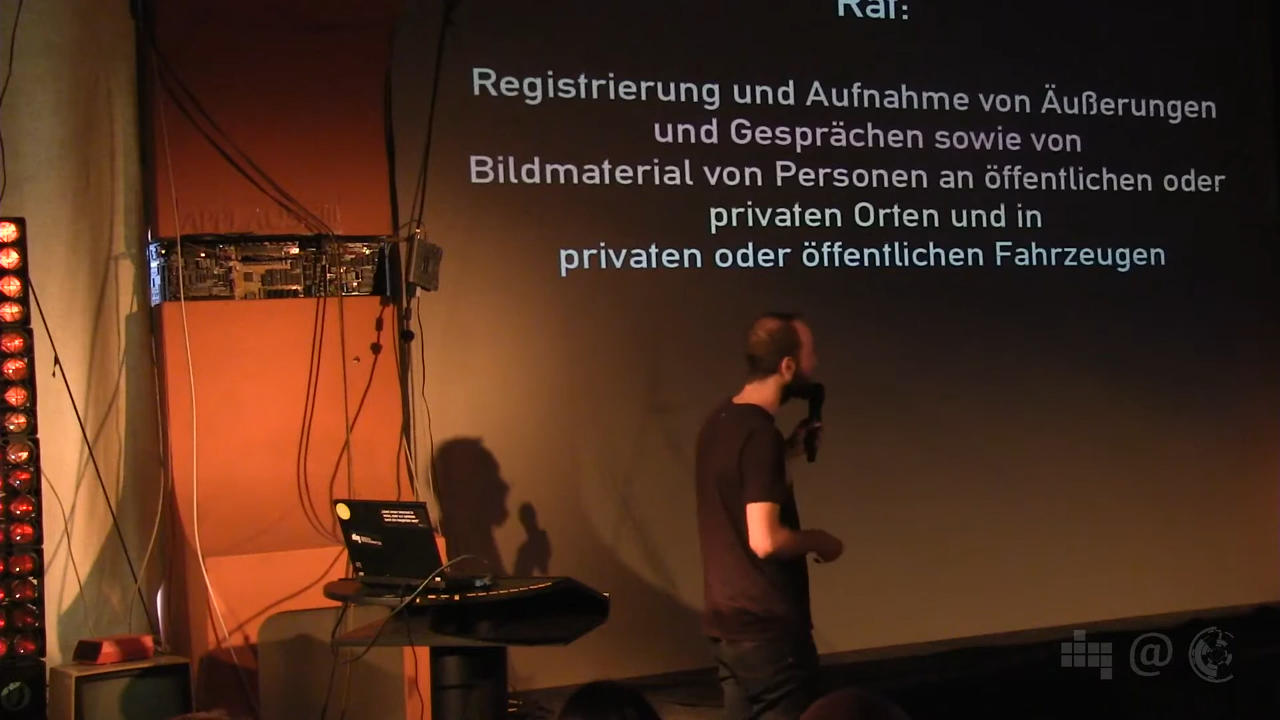 Raf:
Registrierung und Aufnahme von Äußerungen
und Gesprächen sowie von
Bildmaterial von Personen an öffentlichen oder
privaten Orten und in
privaten oder öffentlichen Fahrzeugen
@